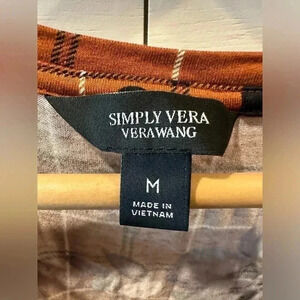 SIMPLY VERA
VERAWANG
M
MADE IN
VIETNAM